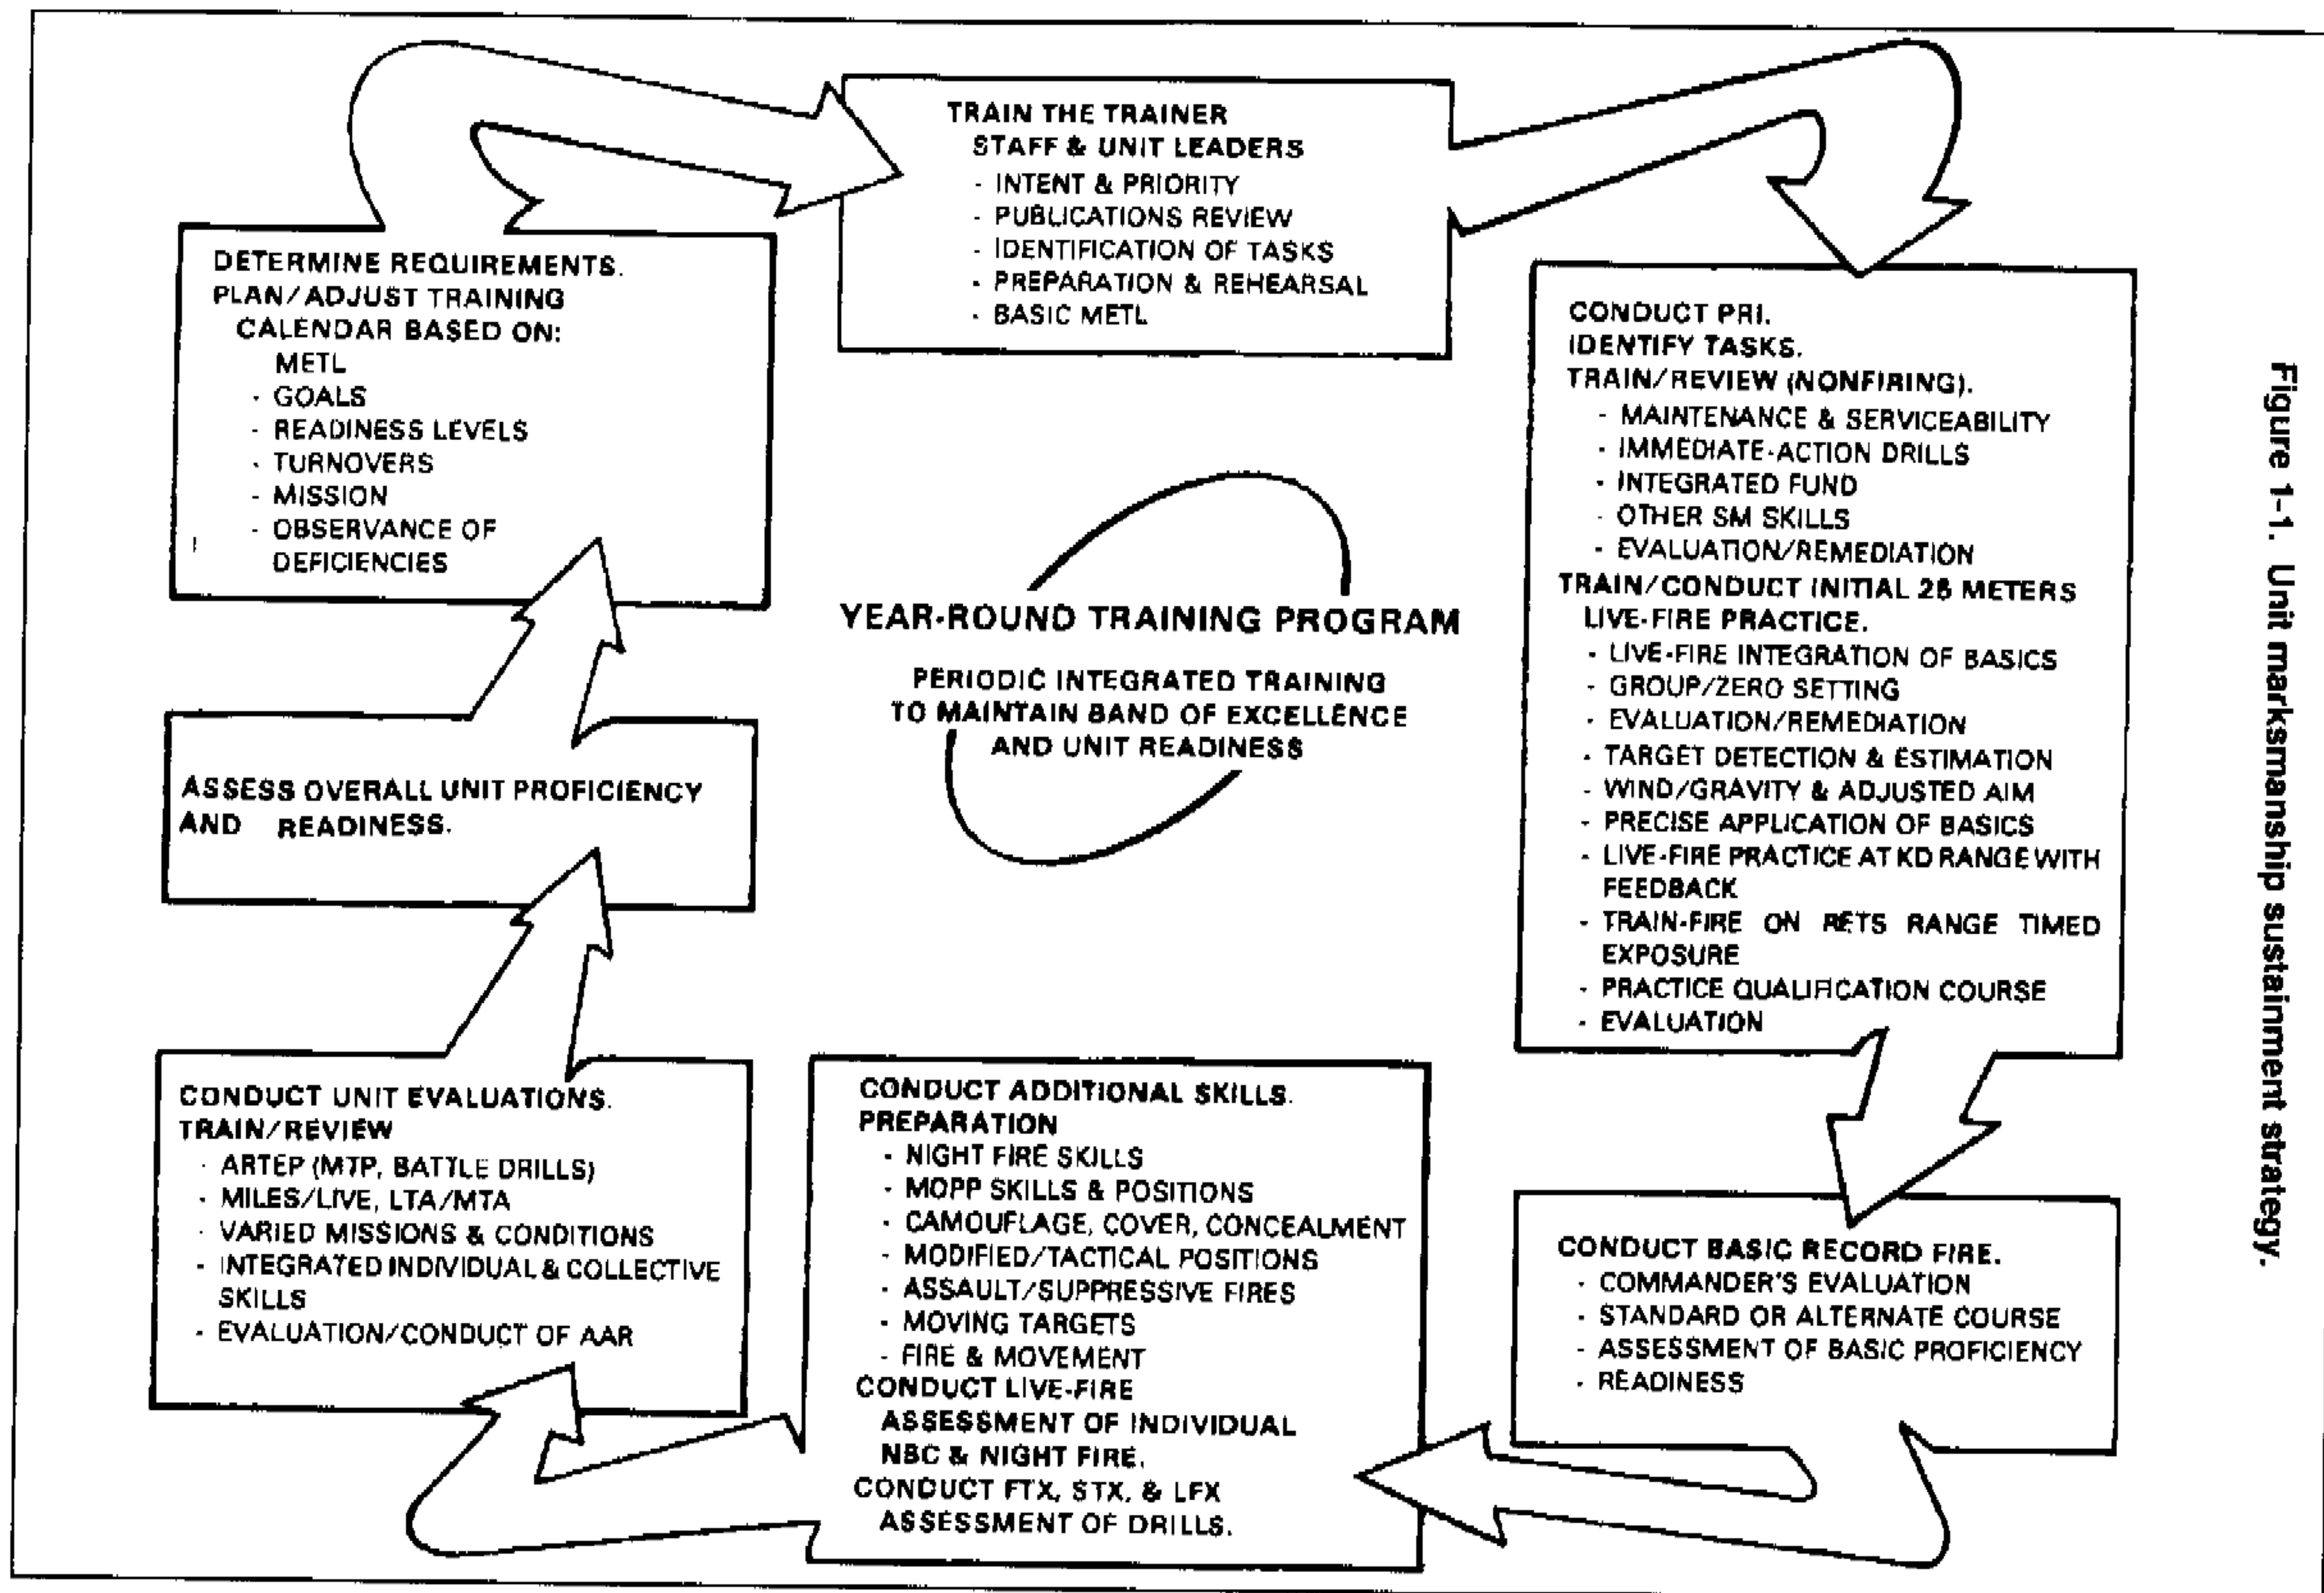 TRAIN THE TRAINER
STAFF & UNIT LEADERS
- INTENT & PRIORITY
- PUBLICATIONS REVIEW
- IDENTIFICATION OF TASKS
- PREPARATION & REHEARSAL
- BASIC METL
DETERMINE REQUIREMENTS.
PLAN/ADJUST TRAINING
CALENDAR BASED ON:
METL
- GOALS
- READINESS LEVELS
- TURNOVERS
- MISSION
- OBSERVANCE OF
DEFICIENCIES
CONDUCT PRI.
IDENTIFY TASKS.
TRAIN/REVIEW (NONFIRING).
- MAINTENANCE & SERVICEABILITY
- IMMEDIATE-ACTION DRILLS
- INTEGRATED FUND
- OTHER SM SKILLS
- EVALUATION/REMEDIATION
TRAIN/CONDUCT INITIAL 25 METERS
LIVE-FIRE PRACTICE.
- LIVE-FIRE INTEGRATION OF BASICS
- GROUP/ZERO SETTING
- EVALUATION/REMEDIATION
- TARGET DETECTION & ESTIMATION
- WIND/GRAVITY & ADJUSTED AIM
- PRECISE APPLICATION OF BASICS
- LIVE-FIRE PRACTICE AT KD RANGE WITH
FEEDBACK
- TRAIN-FIRE ON RETS RANGE TIMED
EXPOSURE
- PRACTICE QUALIFICATION COURSE
- EVALUATION
YEAR-ROUND TRAINING PROGRAM
PERIODIC INTEGRATED TRAINING
TO MAINTAIN BAND OF EXCELLENCE
AND UNIT READINESS
ASSESS OVERALL UNIT PROFICIENCY
AND READINESS.
CONDUCT UNIT EVALUATIONS.
TRAIN/REVIEW
- ARTEP (MTP, BATTLE DRILLS)
- MILES/LIVE, LTA/MTA
- VARIED MISSIONS & CONDITIONS
- INTEGRATED INDIVIDUAL & COLLECTIVE
SKILLS
- EVALUATION/CONDUCT OF AAR
CONDUCT ADDITIONAL SKILLS.
PREPARATION
- NIGHT FIRE SKILLS
- MOPP SKILLS & POSITIONS
- CAMOUFLAGE, COVER, CONCEALMENT
- MODIFIED/TACTICAL POSITIONS
- ASSAULT/SUPPRESSIVE FIRES
- MOVING TARGETS
- FIRE & MOVEMENT
CONDUCT LIVE-FIRE
ASSESSMENT OF INDIVIDUAL
NBC & NIGHT FIRE.
CONDUCT FTX, STX, & LFX
ASSESSMENT OF DRILLS.
CONDUCT BASIC RECORD FIRE.
- COMMANDER'S EVALUATION
- STANDARD OR ALTERNATE COURSE
- ASSESSMENT OF BASIC PROFICIENCY
- READINESS
Figure 1-1. Unit marksmanship sustainment strategy.